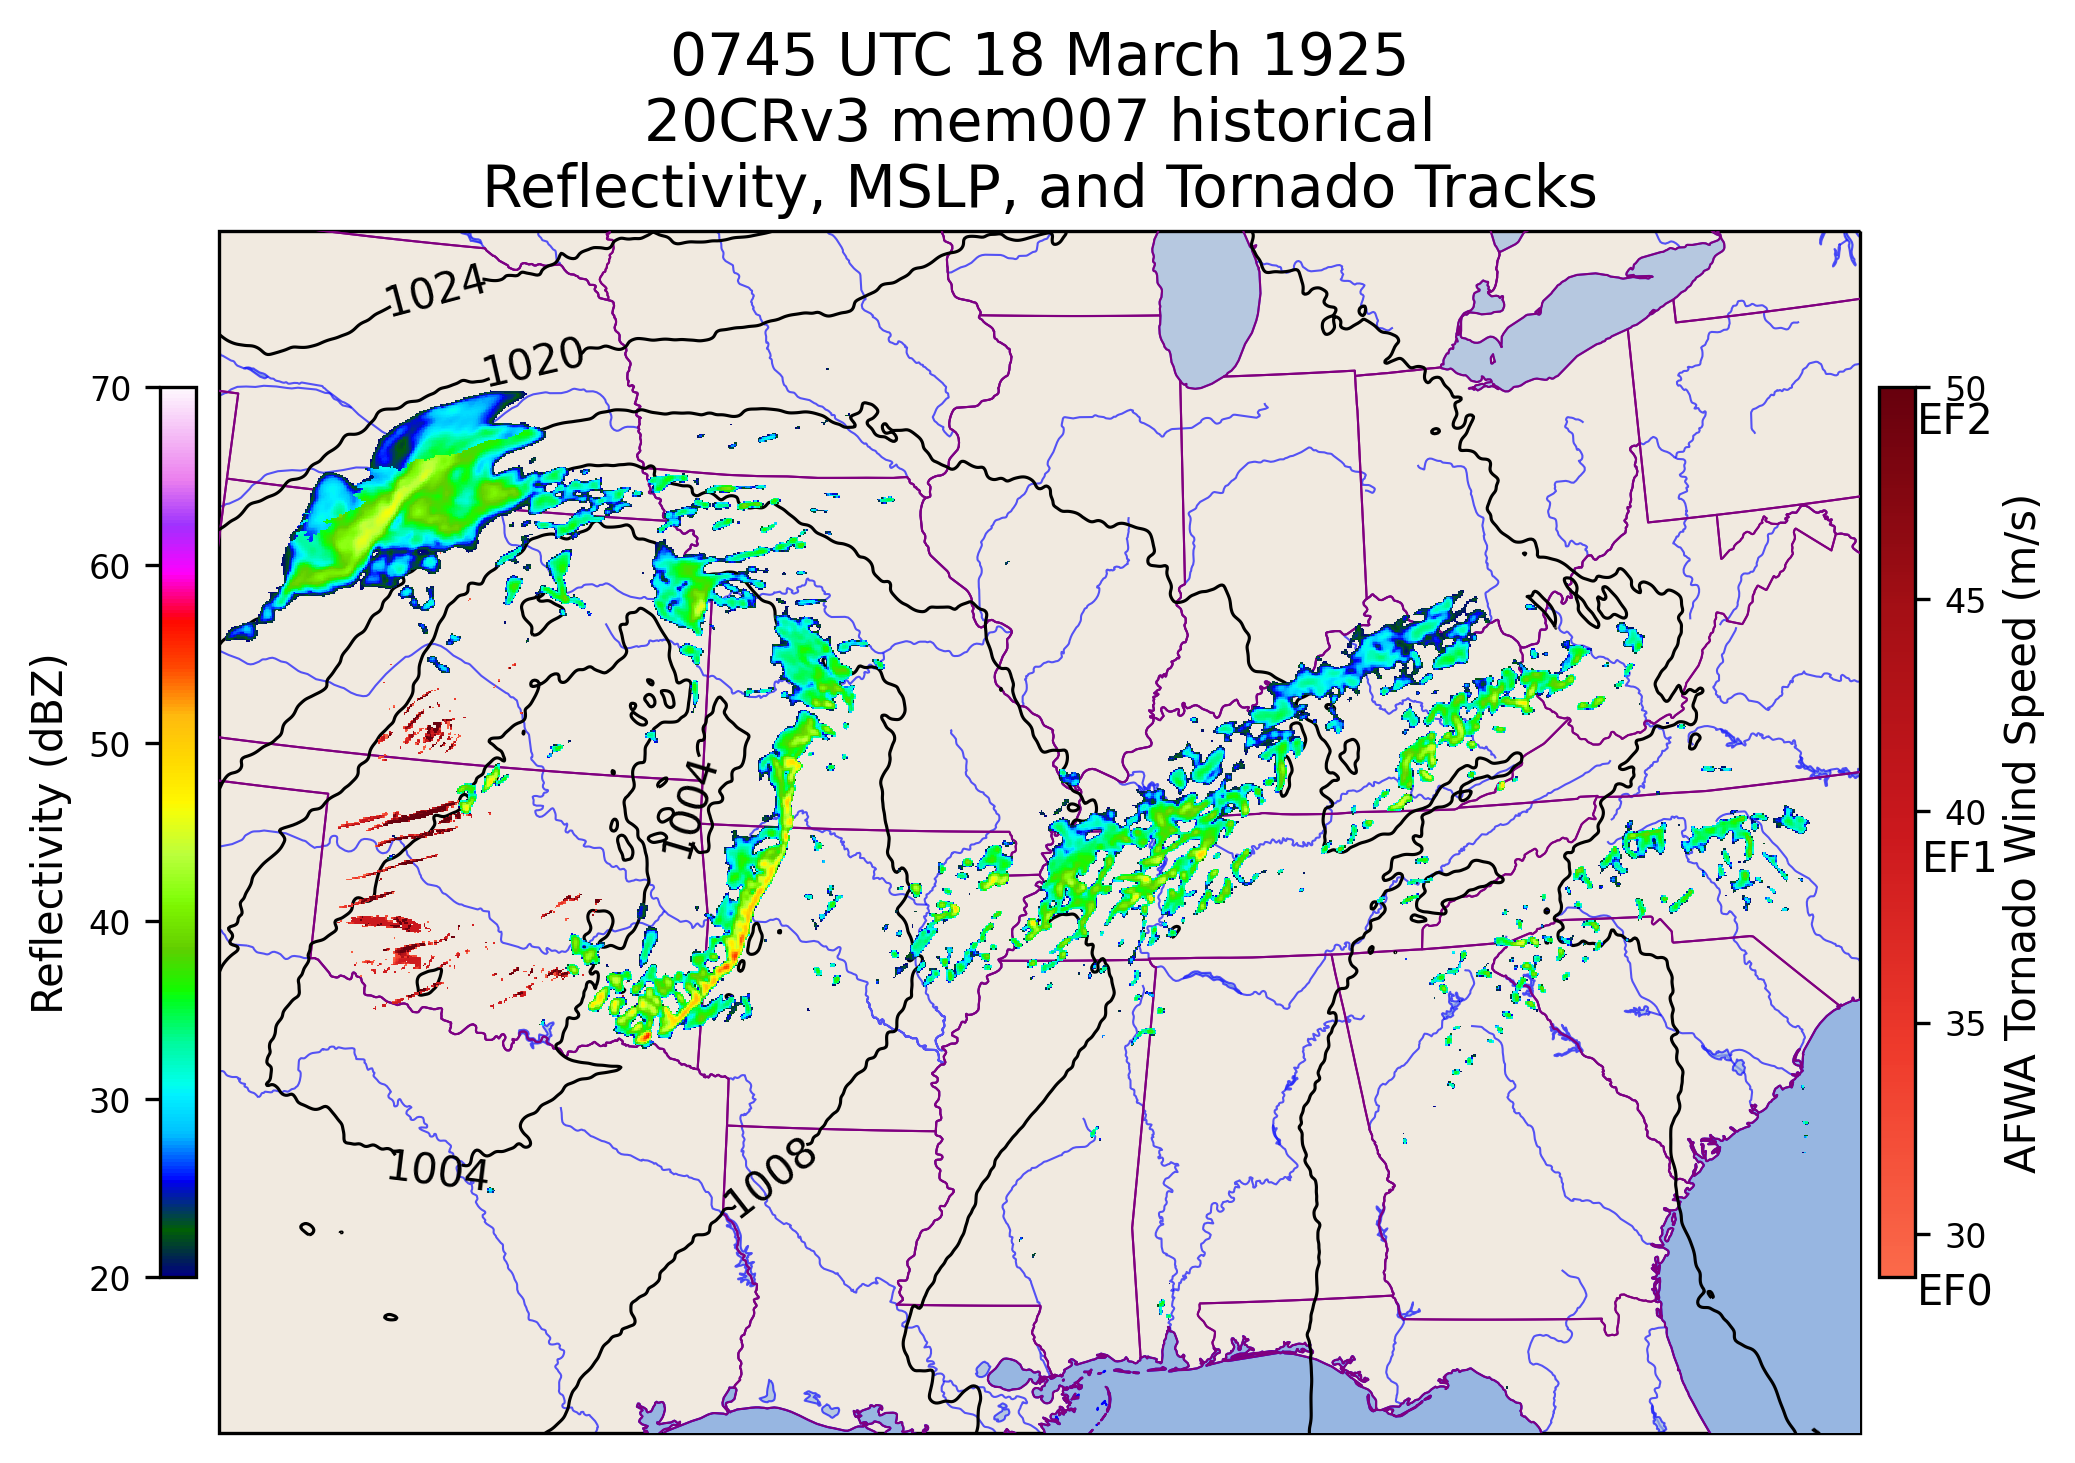 0745 UTC 18 March 1925
20CRv3 mem007 historical
Reflectivity, MSLP, and Tornado Tracks
1024
1020
1004
1004
1008
70
60
50
40
30
20
Reflectivity (dBZ)
50
EF2
45
40
EF1
35
30
EF0
AFWA Tornado Wind Speed (m/s)